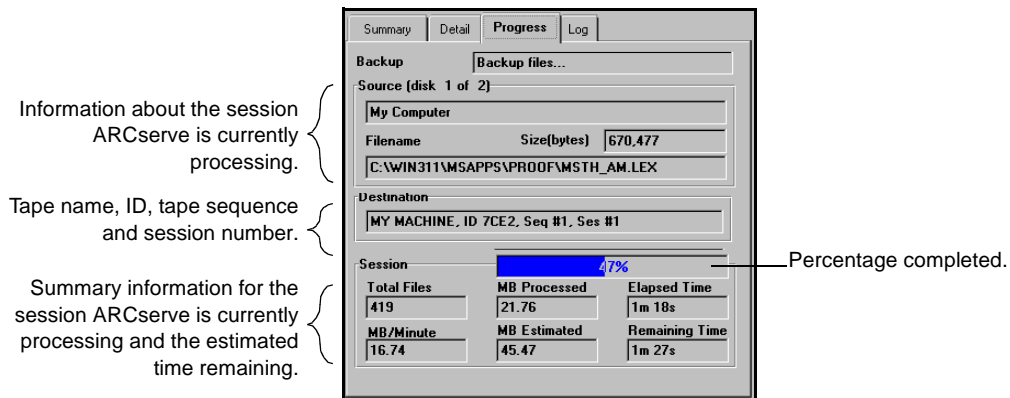 Summary Detail Progress Log
Backup Backup files...
Source (disk 1 of 2)
My Computer
Filename Size(bytes) 670,477
C:\WIN311\MSAPPS\PROOF\MSTH_AM.LEX
Destination
MY MACHINE, ID 7CE2, Seq #1, Ses #1
Session 47%
Total Files MB Processed Elapsed Time
419 21.76 1m 18s
MB/Minute MB Estimated Remaining Time
16.74 45.47 1m 27s
Information about the session
ARCserve is currently
processing.
Tape name, ID, tape sequence
and session number.
Summary information for the
session ARCserve is currently
processing and the estimated
time remaining.
Percentage completed.